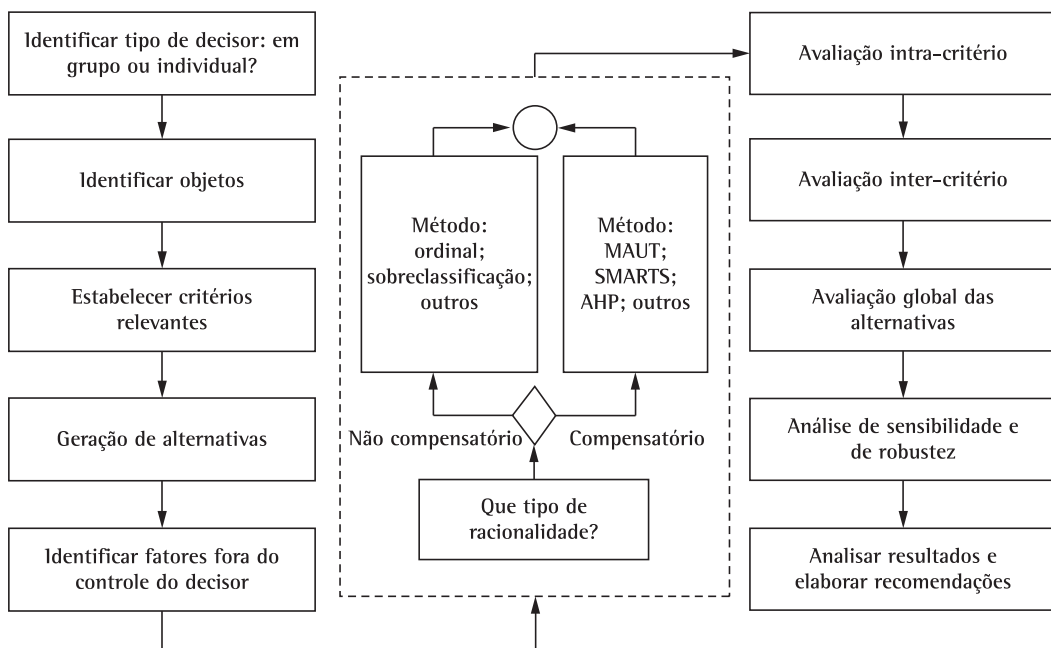 Identificar tipo de decisor: em
grupo ou individual?
Identificar objetos
Estabelecer critérios
relevantes
Geração de alternativas
Identificar fatores fora do
controle do decisor
Método:
ordinal;
sobreclassificação;
outros
Método:
MAUT;
SMARTS;
AHP; outros
Não compensatório
Compensatório
Que tipo de
racionalidade?
Avaliação intra-critério
Avaliação inter-critério
Avaliação global das
alternativas
Análise de sensibilidade e
de robustez
Analisar resultados e
elaborar recomendações